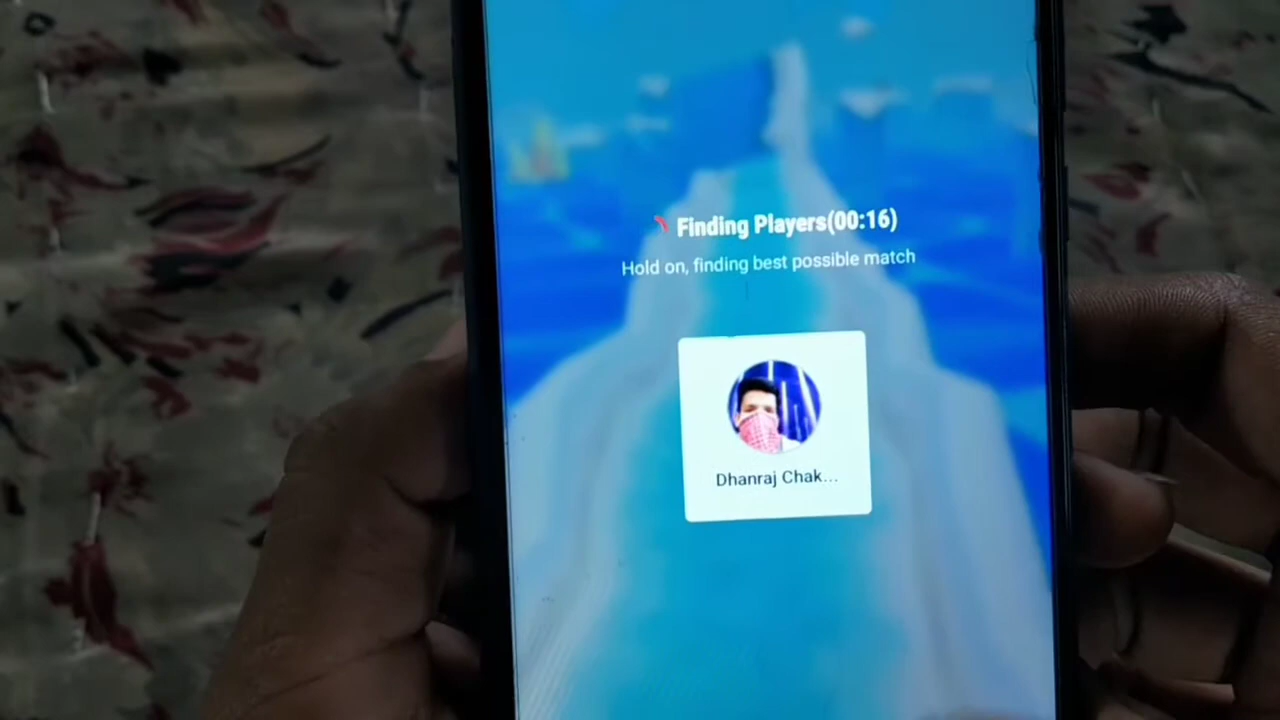 Finding Players(00:16)
Hold on, finding best possible match
Dhanraj Chak...